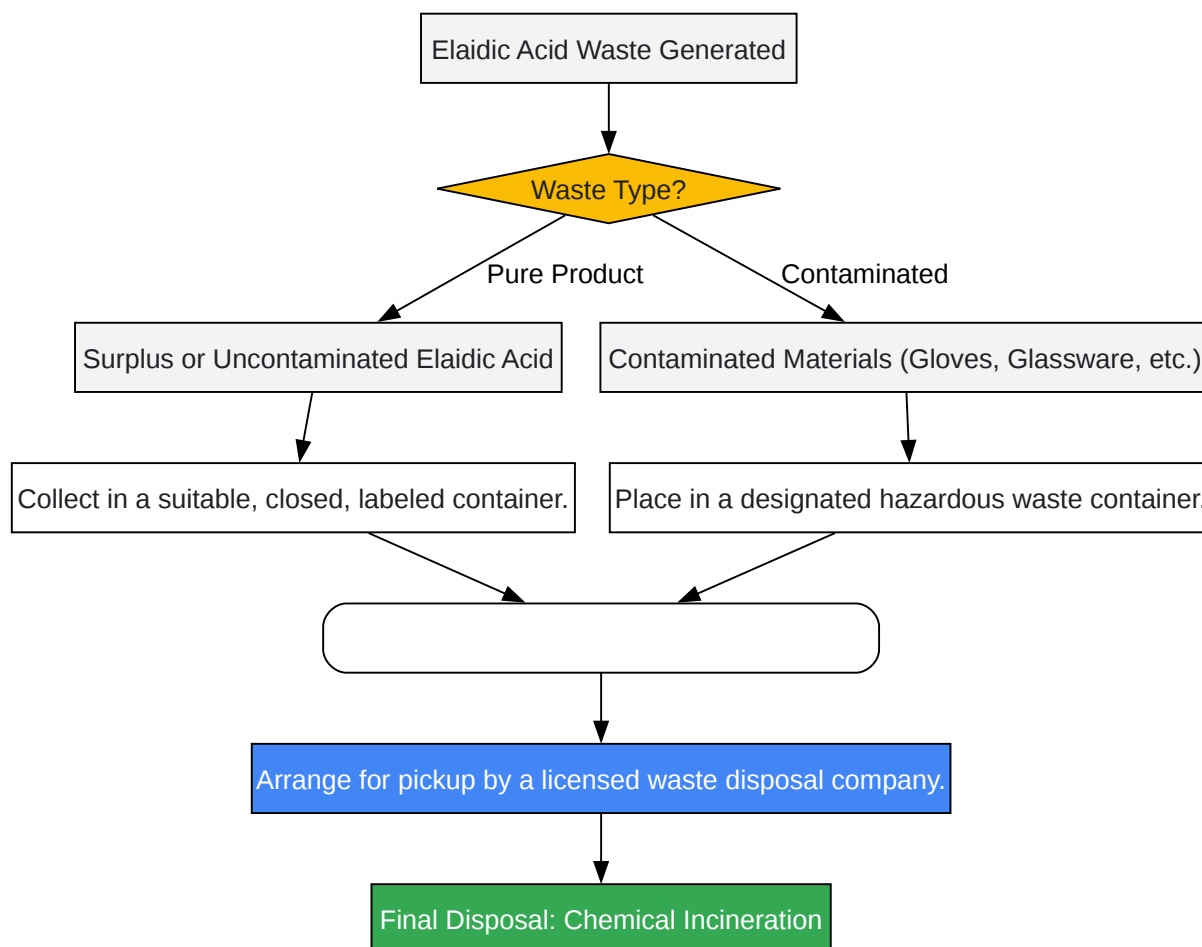 Elaidic Acid Waste Generated
Waste Type?
Pure Product
Contaminated
Surplus or Uncontaminated Elaidic Acid
Contaminated Materials (Gloves, Glassware, etc.)
Collect in a suitable, closed, labeled container.
Place in a designated hazardous waste container.
Arrange for pickup by a licensed waste disposal company.
Final Disposal: Chemical Incineration